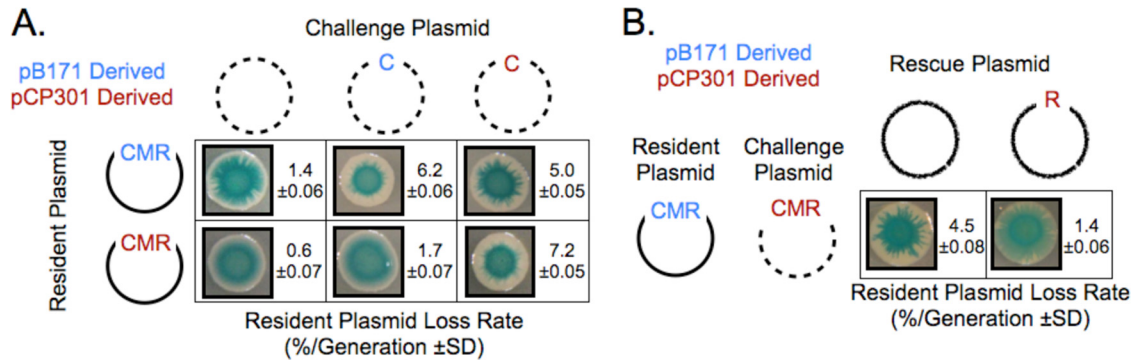 A.
Challenge Plasmid
pB171 Derived
pCP301 Derived
C
C
Resident Plasmid
CMR
1.4
±0.06
6.2
±0.06
5.0
±0.05
CMR
0.6
±0.07
1.7
±0.07
7.2
±0.05
Resident Plasmid Loss Rate
(%/Generation ±SD)
B.
pB171 Derived
pCP301 Derived
Rescue Plasmid
R
Resident
Plasmid
Challenge
Plasmid
CMR
CMR
4.5
±0.08
1.4
±0.06
Resident Plasmid Loss Rate
(%/Generation ±SD)